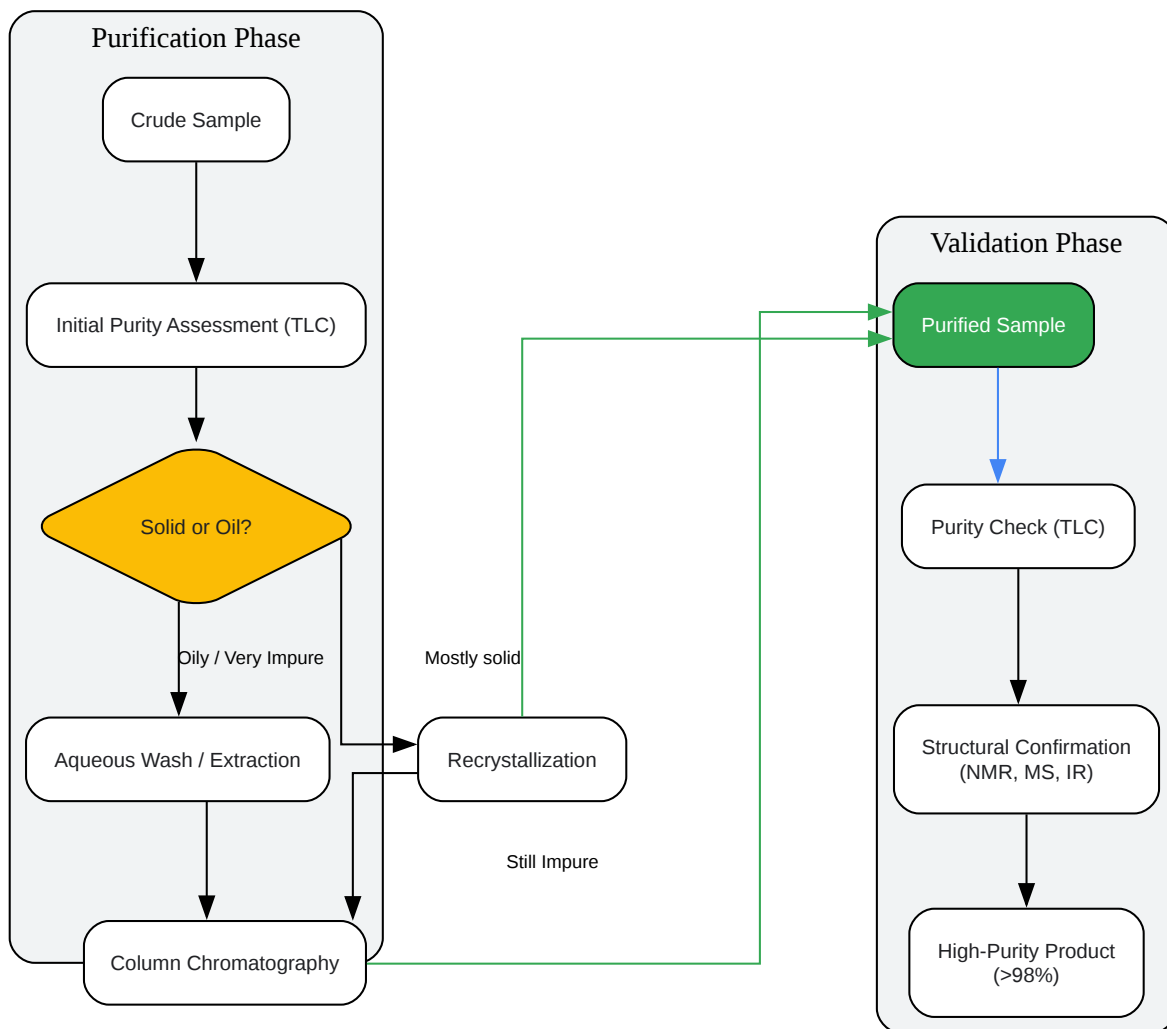 Purification Phase
Crude Sample
Initial Purity Assessment (TLC)
Solid or Oil?
Oily / Very Impure
Mostly solid
Aqueous Wash / Extraction
Recrystallization
Still Impure
Column Chromatography
Validation Phase
Purified Sample
Purity Check (TLC)
Structural Confirmation
(NMR, MS, IR)
High-Purity Product
(>98%)